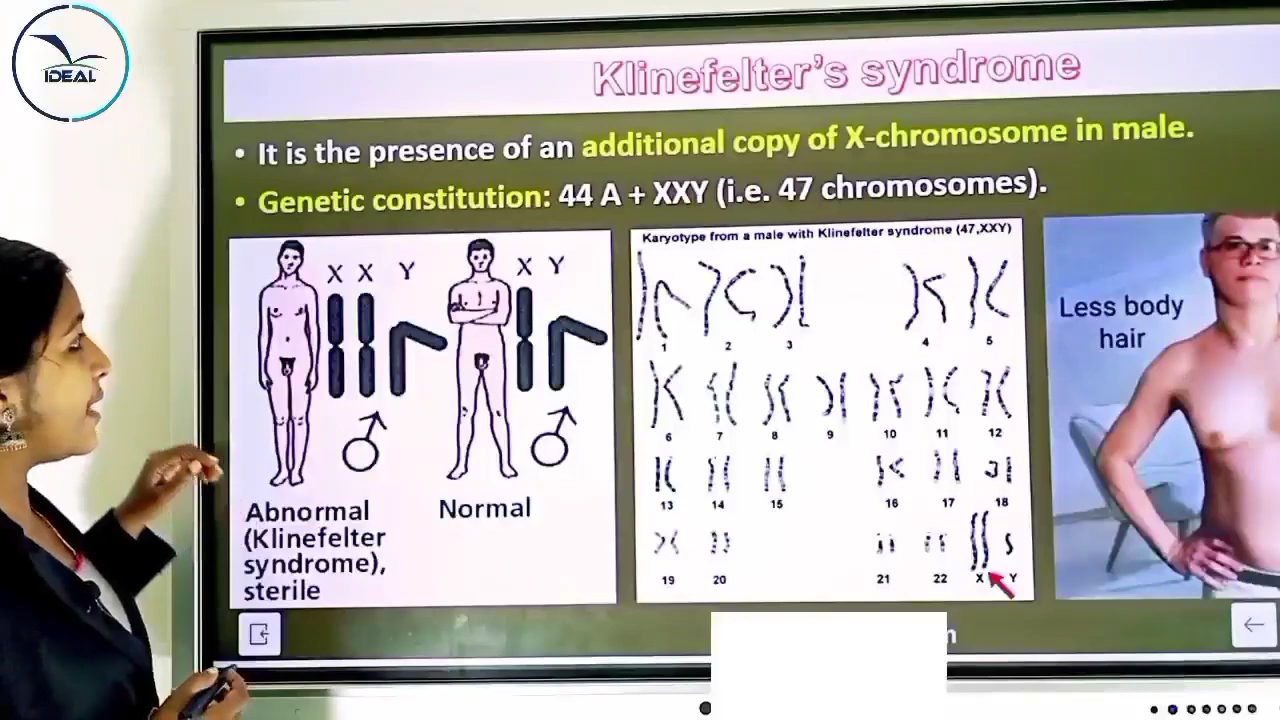 IDEAL
Klinefelter's syndrome
• It is the presence of an additional copy of X-chromosome in male.
• Genetic constitution: 44 A + XXY (i.e. 47 chromosomes).
X X Y
X Y
Abnormal
(Klinefelter
syndrome),
sterile
Normal
Karyotype from a male with Klinefelter syndrome (47,XXY)
1 2 3 4 5
6 7 8 9 10 11 12
13 14 15 16 17 18
19 20 21 22 X Y
Less body
hair